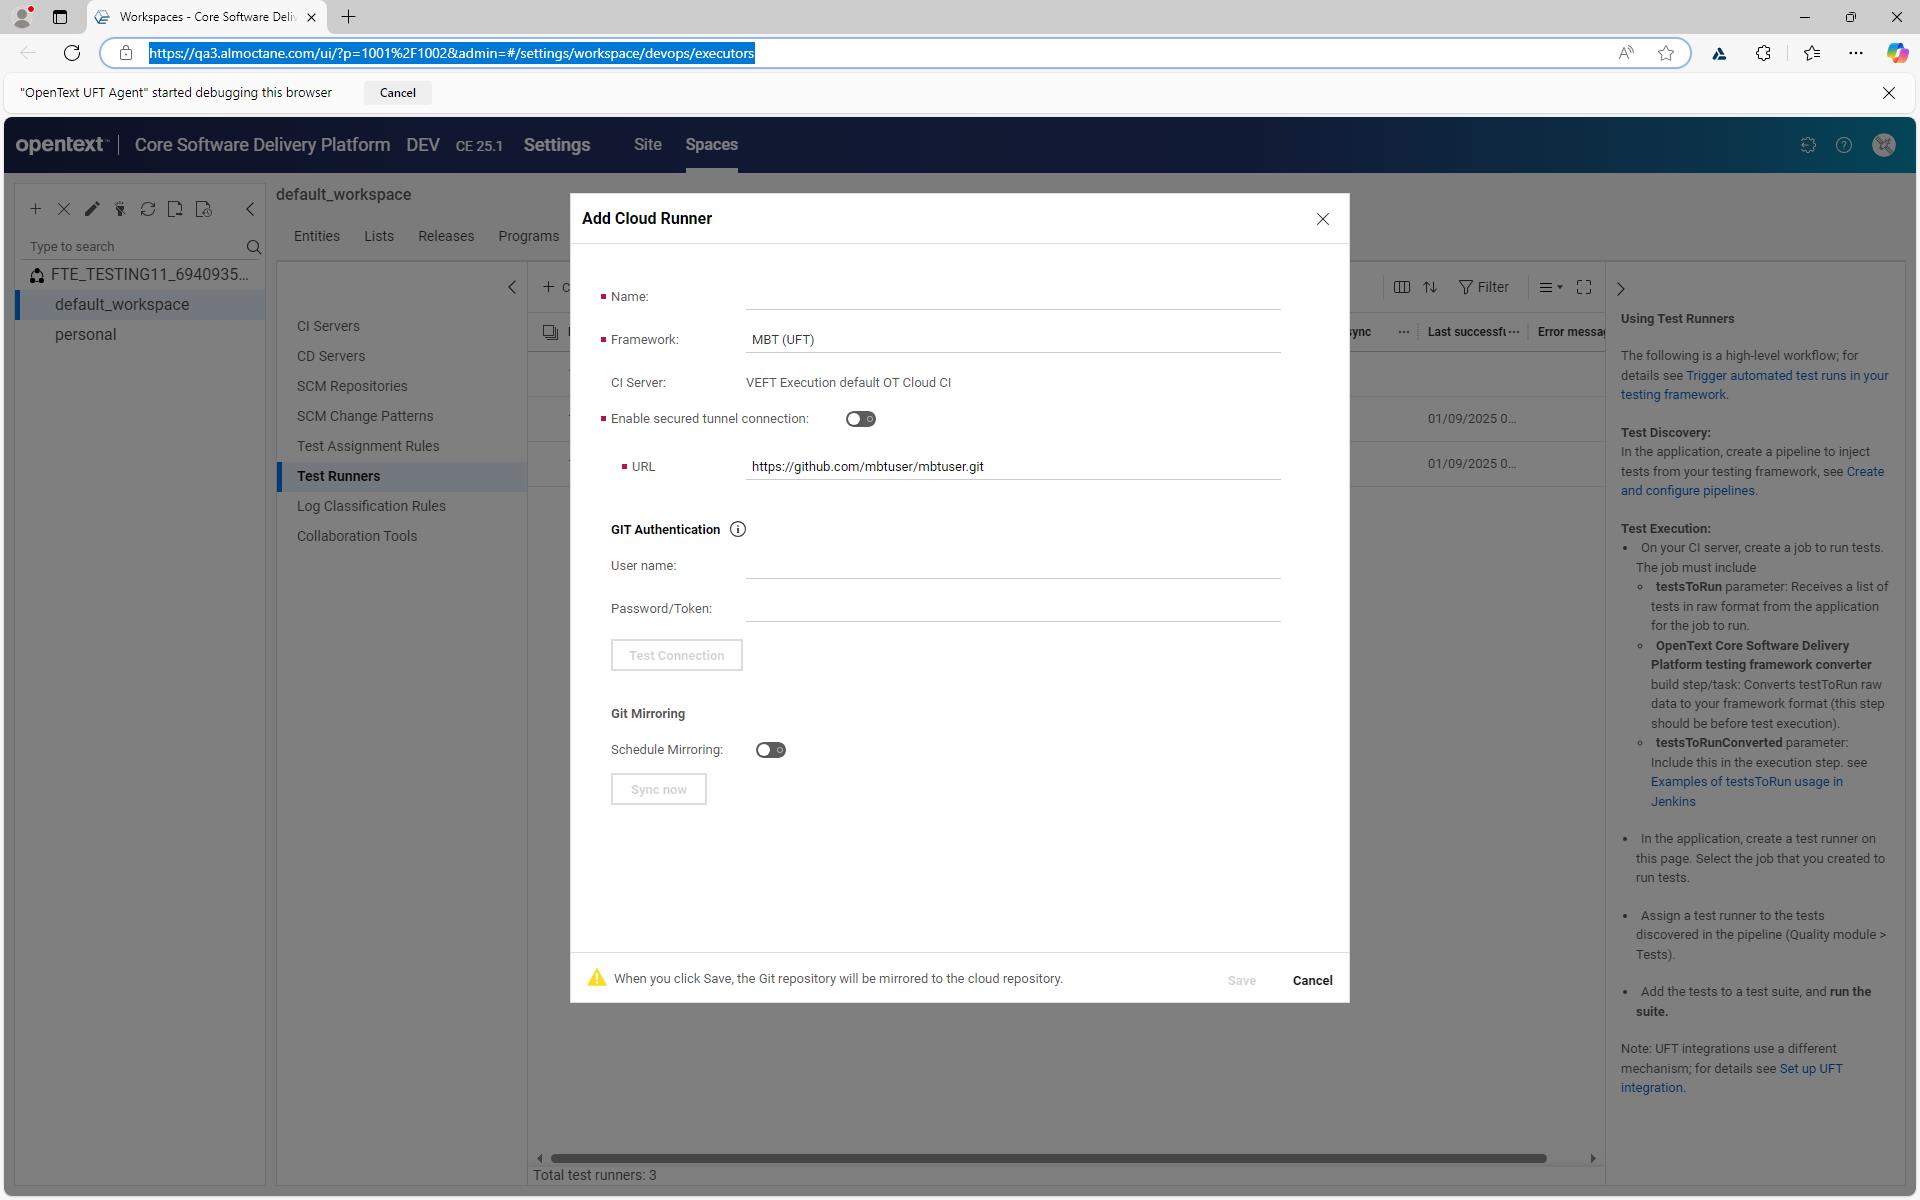 Workspaces - Core Software Deliv
https://qa3.almoctane.com/ui/?p=1001%2F1002&admin=#/settings/workspace/devops/executors
"OpenText UFT Agent" started debugging this browser
Cancel
opentext™ | Core Software Delivery Platform DEV CE 25.1 Settings Site Spaces
default_workspace
Type to search
FTE_TESTING11_6940935...
default_workspace
personal
Entities Lists Releases Programs
CI Servers
CD Servers
SCM Repositories
SCM Change Patterns
Test Assignment Rules
Test Runners
Log Classification Rules
Collaboration Tools
Filter
Last successfu ...
Error messag
01/09/2025 0...
01/09/2025 0...
Total test runners: 3
Add Cloud Runner
Name:
Framework: MBT (UFT)
CI Server: VEFT Execution default OT Cloud CI
Enable secured tunnel connection:
URL https://github.com/mbtuser/mbtuser.git
GIT Authentication
User name:
Password/Token:
Test Connection
Git Mirroring
Schedule Mirroring:
Sync now
When you click Save, the Git repository will be mirrored to the cloud repository.
Save
Cancel
Using Test Runners
The following is a high-level workflow; for
details see Trigger automated test runs in your
testing framework.
Test Discovery:
In the application, create a pipeline to inject
tests from your testing framework, see Create
and configure pipelines.
Test Execution:
• On your CI server, create a job to run tests.
The job must include
◦ testsToRun parameter: Receives a list of
tests in raw format from the application
for the job to run.
◦ OpenText Core Software Delivery
Platform testing framework converter
build step/task: Converts testToRun raw
data to your framework format (this step
should be before test execution).
◦ testsToRunConverted parameter:
Include this in the execution step. see
Examples of testsToRun usage in
Jenkins
• In the application, create a test runner on
this page. Select the job that you created to
run tests.
• Assign a test runner to the tests
discovered in the pipeline (Quality module >
Tests).
• Add the tests to a test suite, and run the
suite.
Note: UFT integrations use a different
mechanism; for details see Set up UFT
integration.